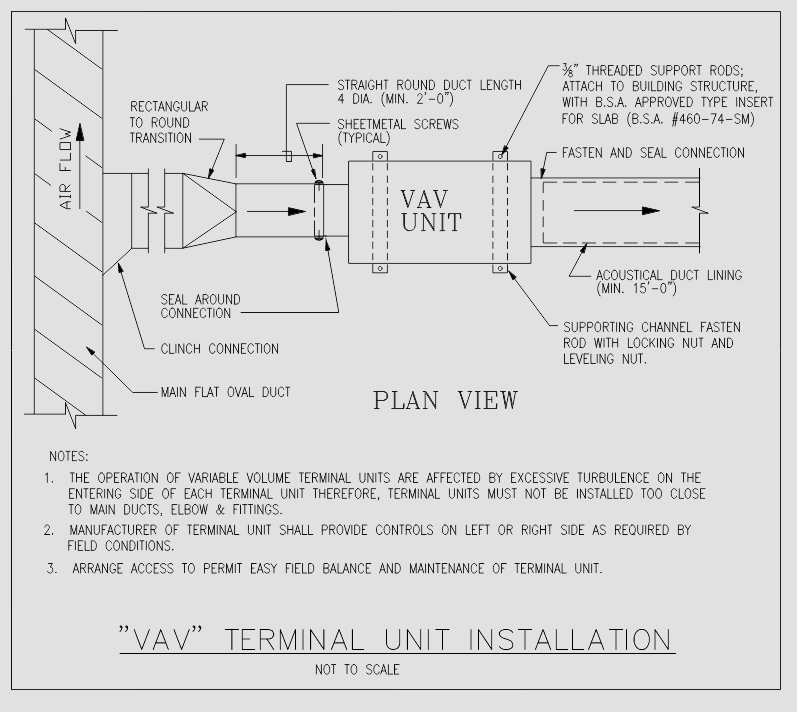 STRAIGHT ROUND DUCT LENGTH
4 DIA. (MIN. 2'-0")
RECTANGULAR
TO ROUND
TRANSITION
SHEETMETAL SCREWS
(TYPICAL)
⅜" THREADED SUPPORT RODS;
ATTACH TO BUILDING STRUCTURE,
WITH B.S.A. APPROVED TYPE INSERT
FOR SLAB (B.S.A. #460-74-SM)
FASTEN AND SEAL CONNECTION
AIR FLOW
VAV
UNIT
ACOUSTICAL DUCT LINING
(MIN. 15'-0")
SEAL AROUND
CONNECTION
SUPPORTING CHANNEL FASTEN
ROD WITH LOCKING NUT AND
LEVELING NUT.
CLINCH CONNECTION
MAIN FLAT OVAL DUCT
PLAN VIEW
NOTES:
1. THE OPERATION OF VARIABLE VOLUME TERMINAL UNITS ARE AFFECTED BY EXCESSIVE TURBULENCE ON THE
ENTERING SIDE OF EACH TERMINAL UNIT THEREFORE, TERMINAL UNITS MUST NOT BE INSTALLED TOO CLOSE
TO MAIN DUCTS, ELBOW & FITTINGS.
2. MANUFACTURER OF TERMINAL UNIT SHALL PROVIDE CONTROLS ON LEFT OR RIGHT SIDE AS REQUIRED BY
FIELD CONDITIONS.
3. ARRANGE ACCESS TO PERMIT EASY FIELD BALANCE AND MAINTENANCE OF TERMINAL UNIT.
"VAV" TERMINAL UNIT INSTALLATION
NOT TO SCALE